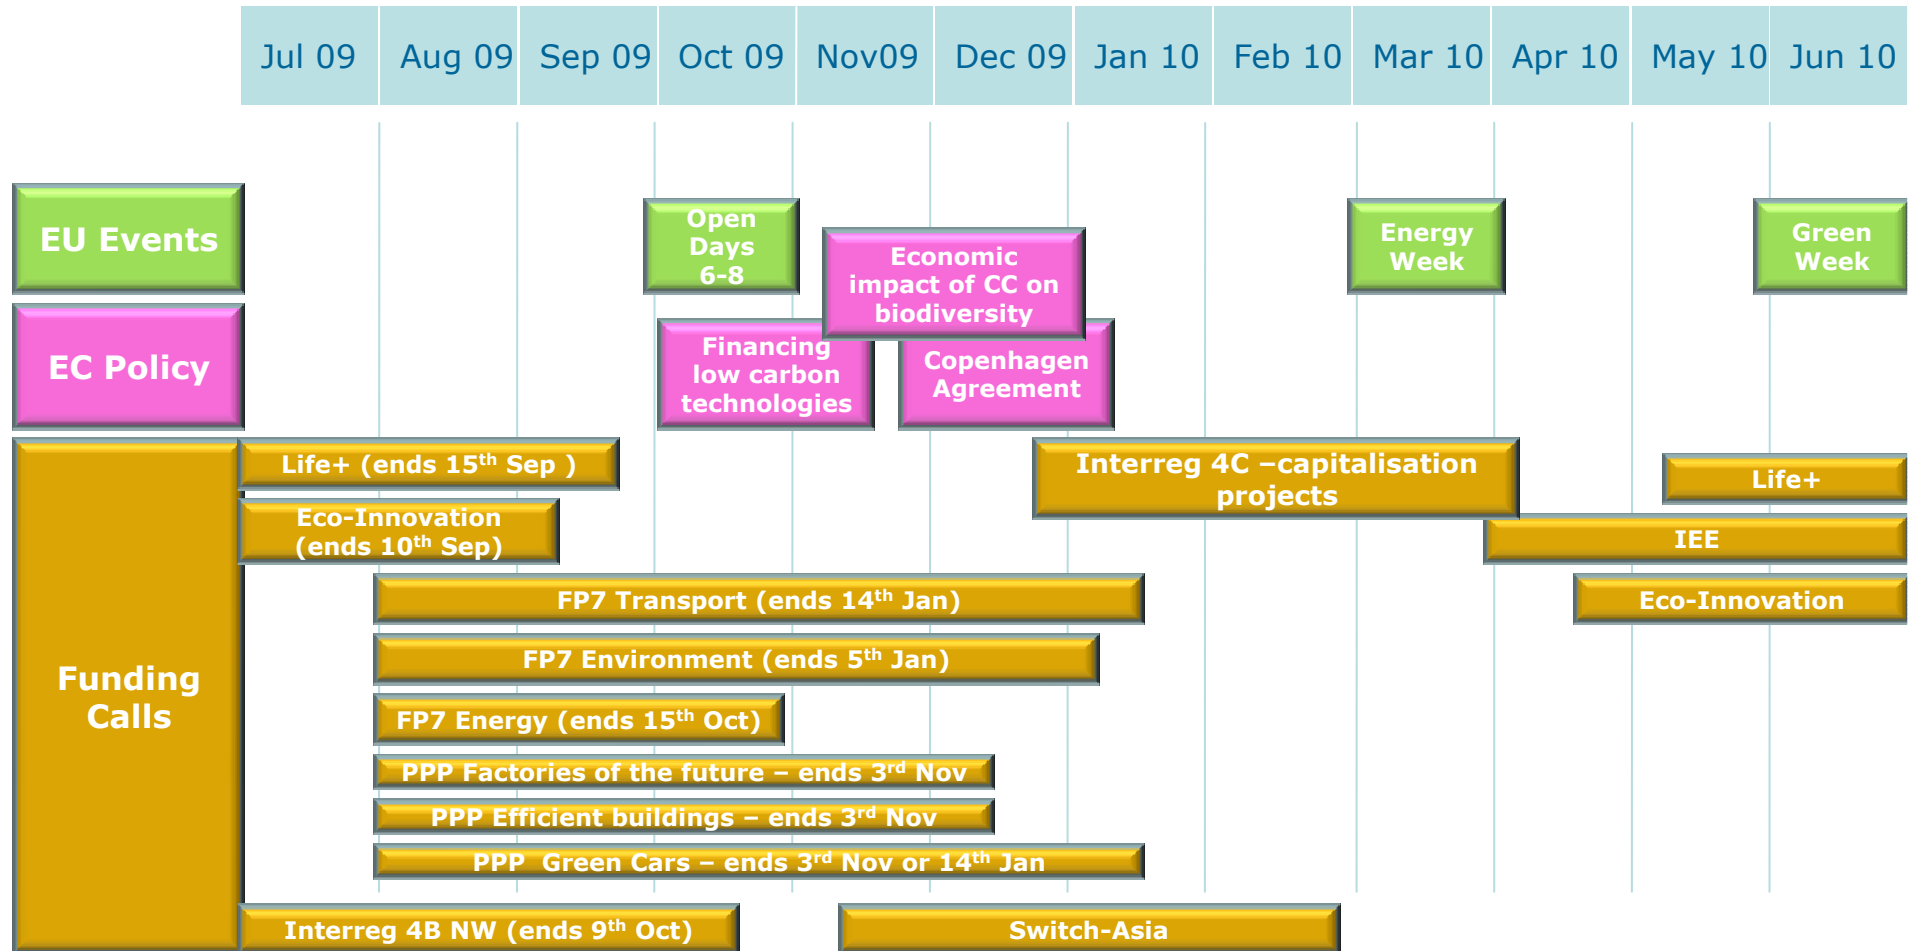 Jul 09
Aug 09
Sep 09
Oct 09
Nov09
Dec 09
Jan 10
Feb 10
Mar 10
Apr 10
May 10
Jun 10
EU Events
Open
Days
6-8
Energy
Week
Green
Week
EC Policy
Economic
impact of CC on
biodiversity
Financing
low carbon
technologies
Copenhagen
Agreement
Funding
Calls
Life+ (ends 15th Sep )
Interreg 4C –capitalisation
projects
Life+
Eco-Innovation
(ends 10th Sep)
IEE
FP7 Transport (ends 14th Jan)
Eco-Innovation
FP7 Environment (ends 5th Jan)
FP7 Energy (ends 15th Oct)
PPP Factories of the future – ends 3rd Nov
PPP Efficient buildings – ends 3rd Nov
PPP  Green Cars – ends 3rd Nov or 14th Jan
Interreg 4B NW (ends 9th Oct)
Switch-Asia